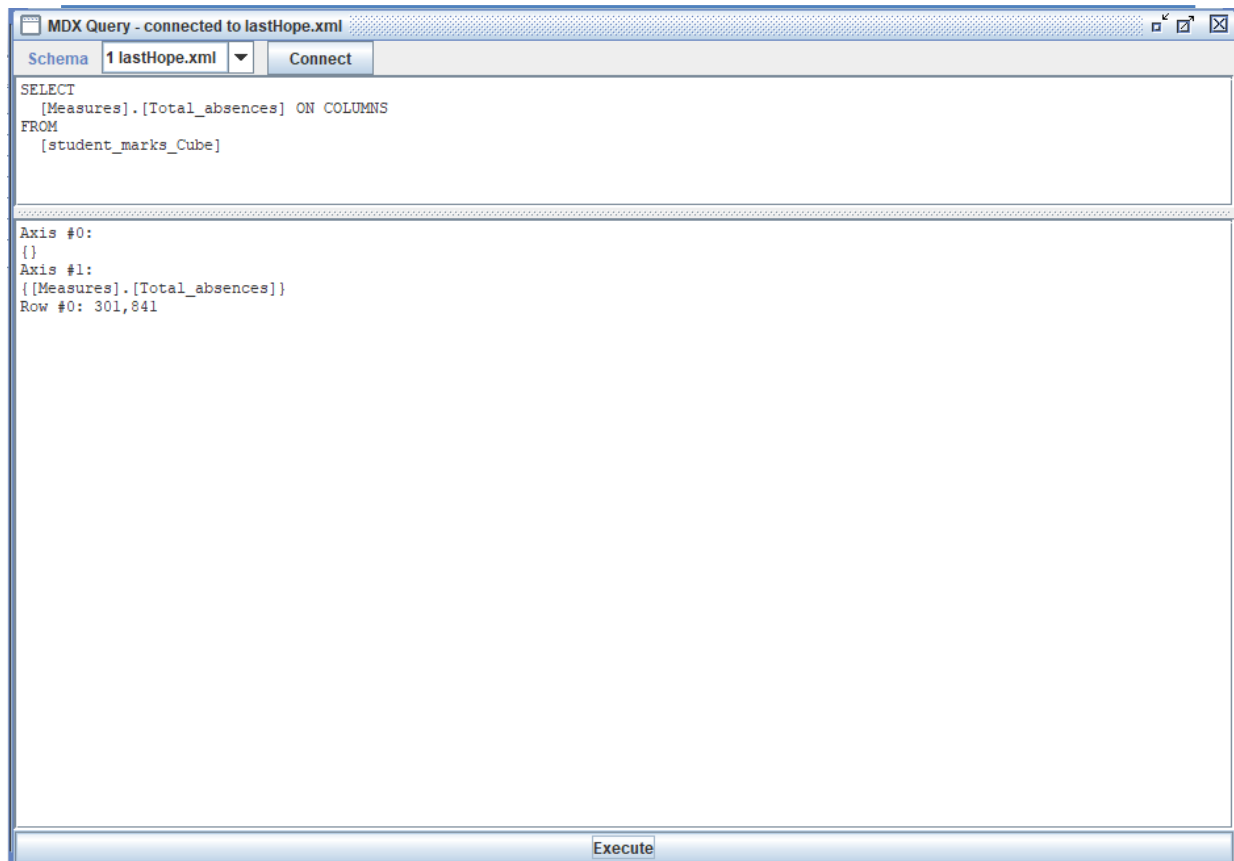 MDX Query - connected to lastHope.xml
Schema 1 lastHope.xml Connect
SELECT
[Measures].[Total_absences] ON COLUMNS
FROM
[student_marks_Cube]
Axis #0:
{}
Axis #1:
{[Measures].[Total_absences]}
Row #0: 301,841
Execute